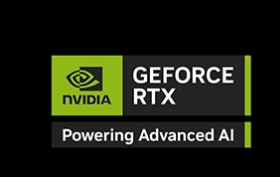 NVIDIA
GEFORCE
RTX
Powering Advanced AI